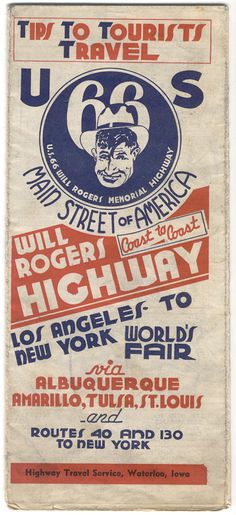 TIPS TO TOURISTS
TRAVEL
U 66 S
U.S. 66 WILL ROGERS MEMORIAL HIGHWAY
MAIN STREET OF AMERICA
WILL
ROGERS
Coast to Coast
HIGHWAY
LOS ANGELES - TO
NEW YORK WORLD'S
FAIR
via
ALBUQUERQUE
AMARILLO, TULSA, ST. LOUIS
and
ROUTES 40 AND 130
TO NEW YORK
Highway Travel Service, Waterloo, Iowa